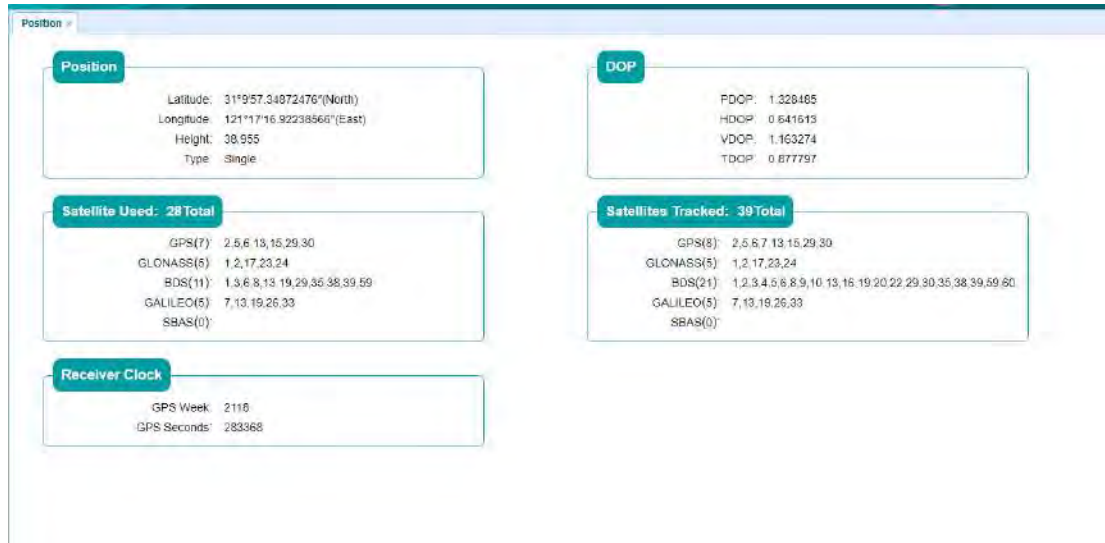 Position
Position
Latitude: 31°9'57.34872476"(North)
Longitude: 121°17'16.92238566"(East)
Height: 38.955
Type: Single
DOP
PDOP: 1.328485
HDOP: 0.641613
VDOP: 1.163274
TDOP: 0.877797
Satellite Used: 28Total
GPS(7): 2,5,6,13,15,29,30
GLONASS(5): 1,2,17,23,24
BDS(11): 1,3,6,8,13,19,29,35,38,39,59
GALILEO(5): 7,13,19,26,33
SBAS(0):
Satellites Tracked: 39Total
GPS(8): 2,5,6,7,13,15,29,30
GLONASS(5): 1,2,17,23,24
BDS(21): 1,2,3,4,5,6,8,9,10,13,16,19,20,22,29,30,35,38,39,59,60
GALILEO(5): 7,13,19,26,33
SBAS(0):
Receiver Clock
GPS Week: 2118
GPS Seconds: 283368